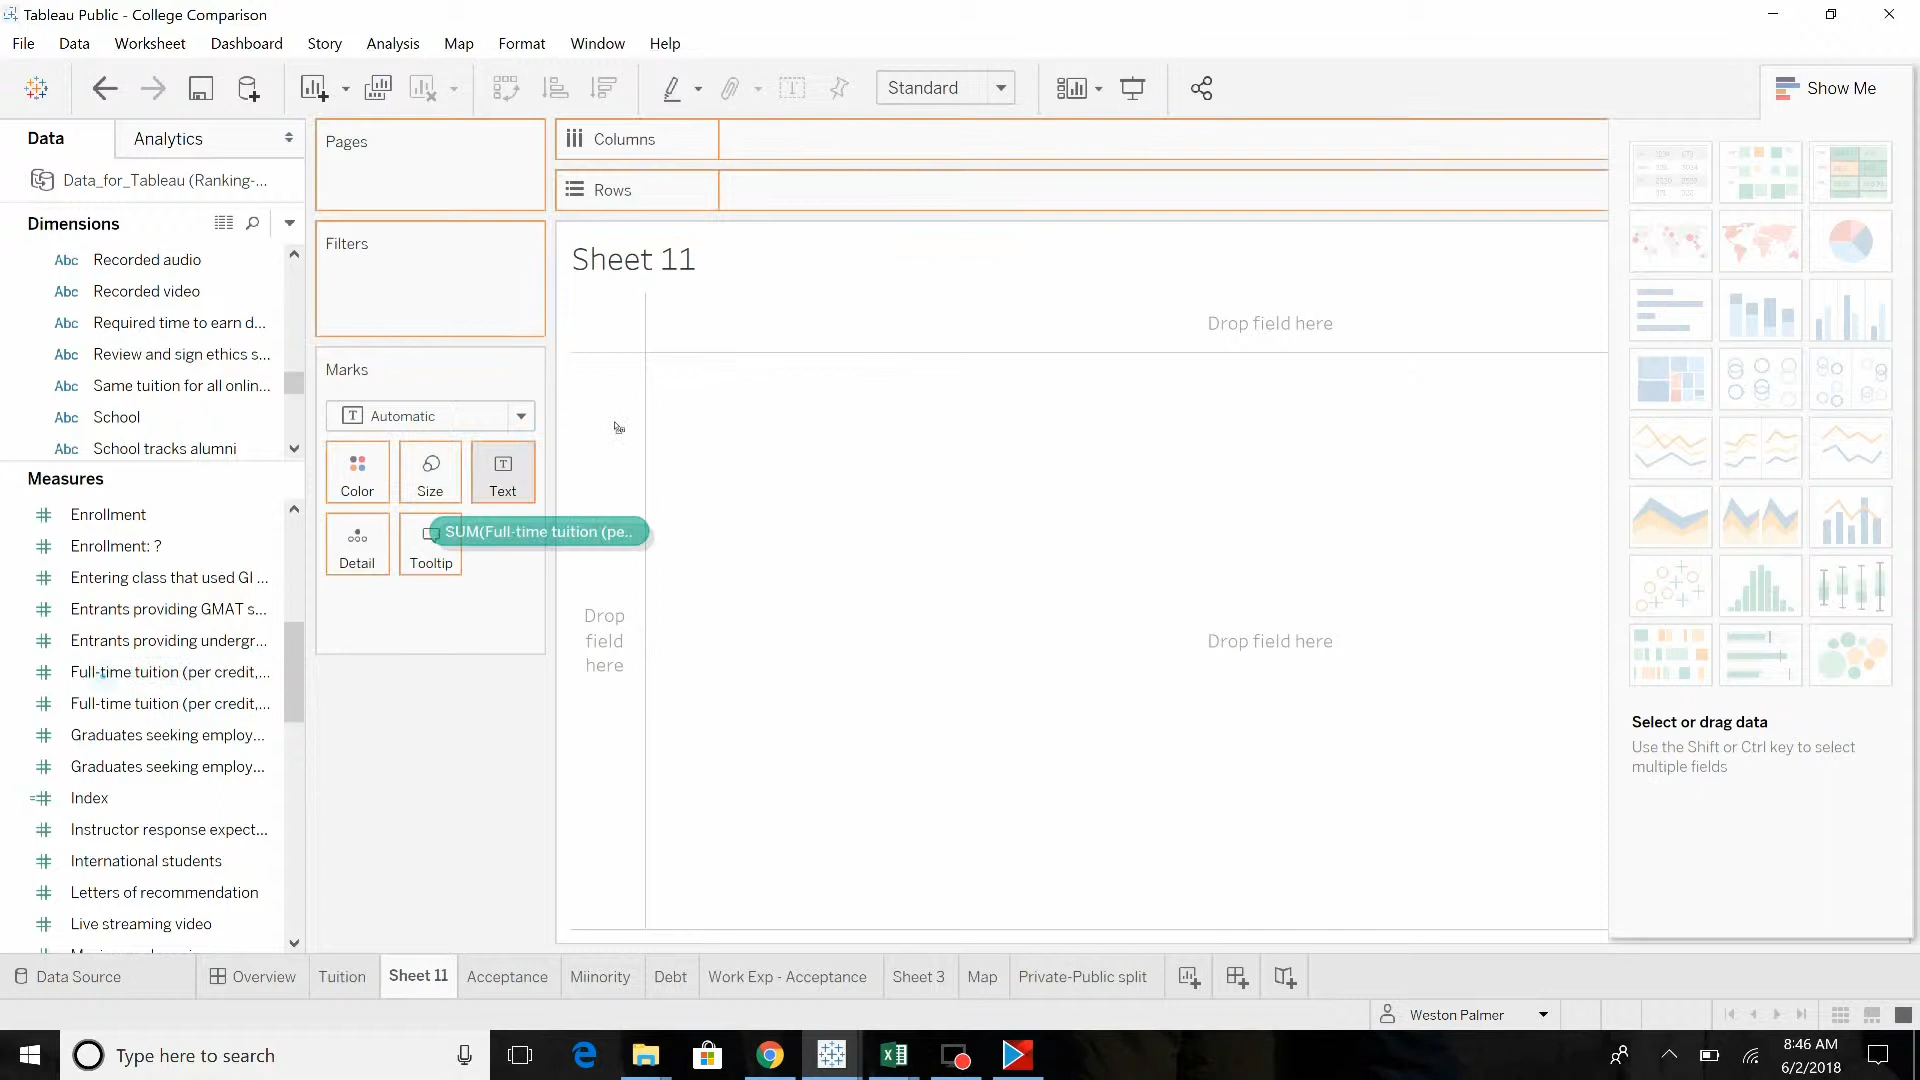 Tableau Public - College Comparison
File Data Worksheet Dashboard Story Analysis Map Format Window Help
Standard
Show Me
Data
Analytics
Data_for_Tableau (Ranking-...
Dimensions
Abc Recorded audio
Abc Recorded video
Abc Required time to earn d...
Abc Review and sign ethics s...
Abc Same tuition for all onlin...
Abc School
Abc School tracks alumni
Measures
Enrollment
Enrollment: ?
Entering class that used GI ...
Entrants providing GMAT s...
Entrants providing undergr...
Full-time tuition (per credit,...
Full-time tuition (per credit,...
Graduates seeking employ...
Graduates seeking employ...
Index
Instructor response expect...
International students
Letters of recommendation
Live streaming video
Pages
Filters
Marks
T Automatic
Color
Size
T
Text
Detail
Tooltip
SUM(Full-time tuition (pe..
Columns
Rows
Sheet 11
Drop field here
Drop
field
here
Drop field here
Select or drag data
Use the Shift or Ctrl key to select
multiple fields
Data Source
Overview
Tuition
Sheet 11
Acceptance
Miinority
Debt
Work Exp - Acceptance
Sheet 3
Map
Private-Public split
Weston Palmer
Type here to search
8:46 AM
6/2/2018